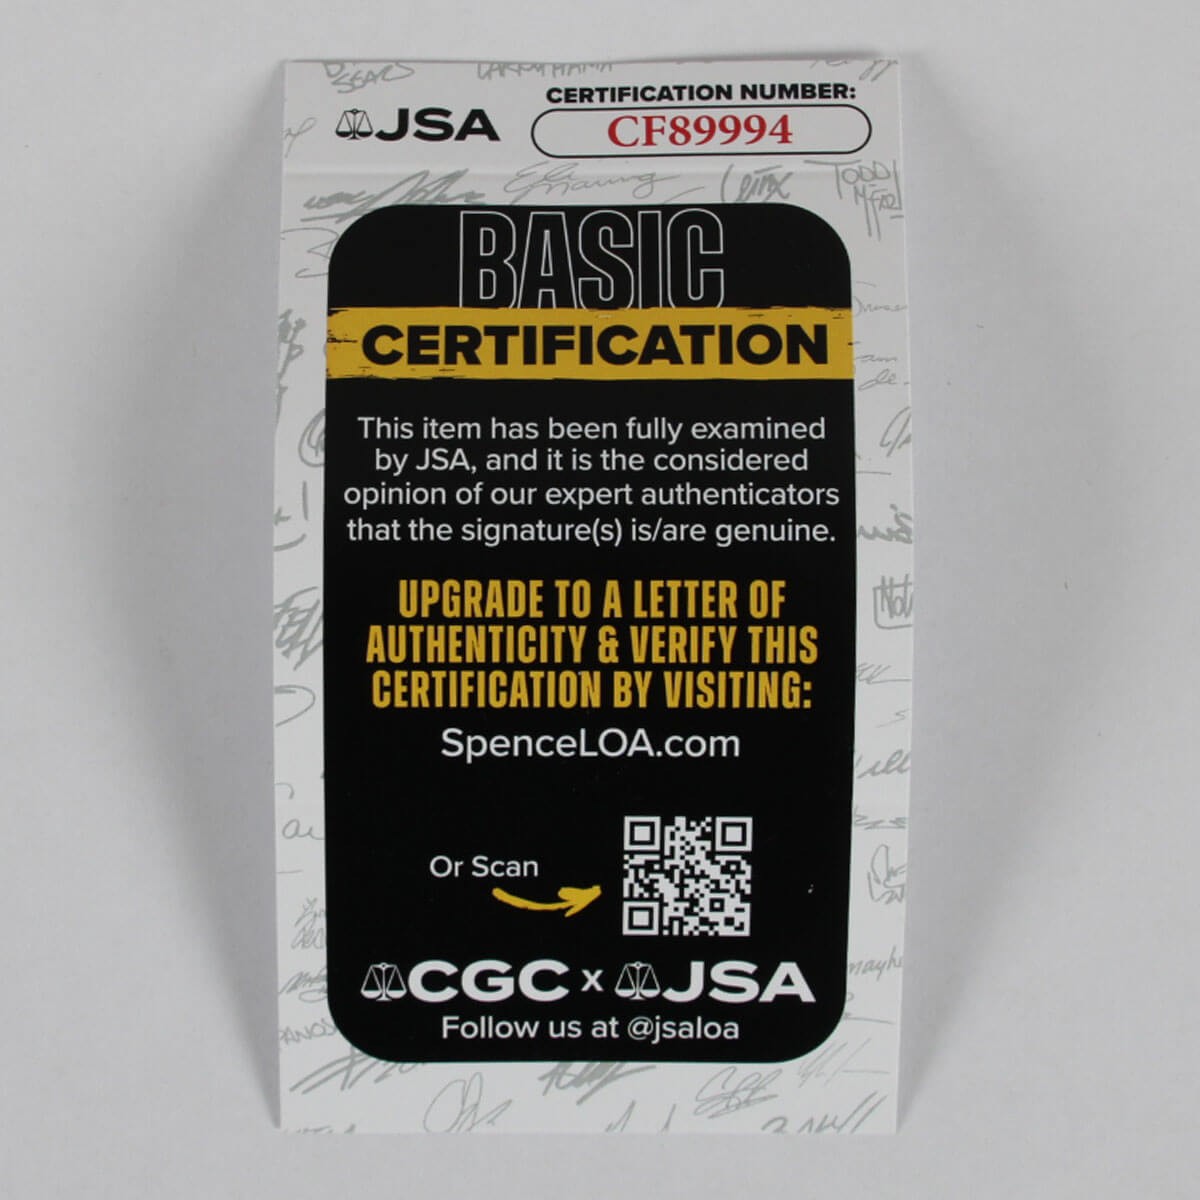 JSA
CERTIFICATION NUMBER:
CF89994
BASIC
CERTIFICATION
This item has been fully examined
by JSA, and it is the considered
opinion of our expert authenticators
that the signature(s) is/are genuine.
UPGRADE TO A LETTER OF
AUTHENTICITY & VERIFY THIS
CERTIFICATION BY VISITING:
SpenceLOA.com
Or Scan
CGC x JSA
Follow us at @jsaloa